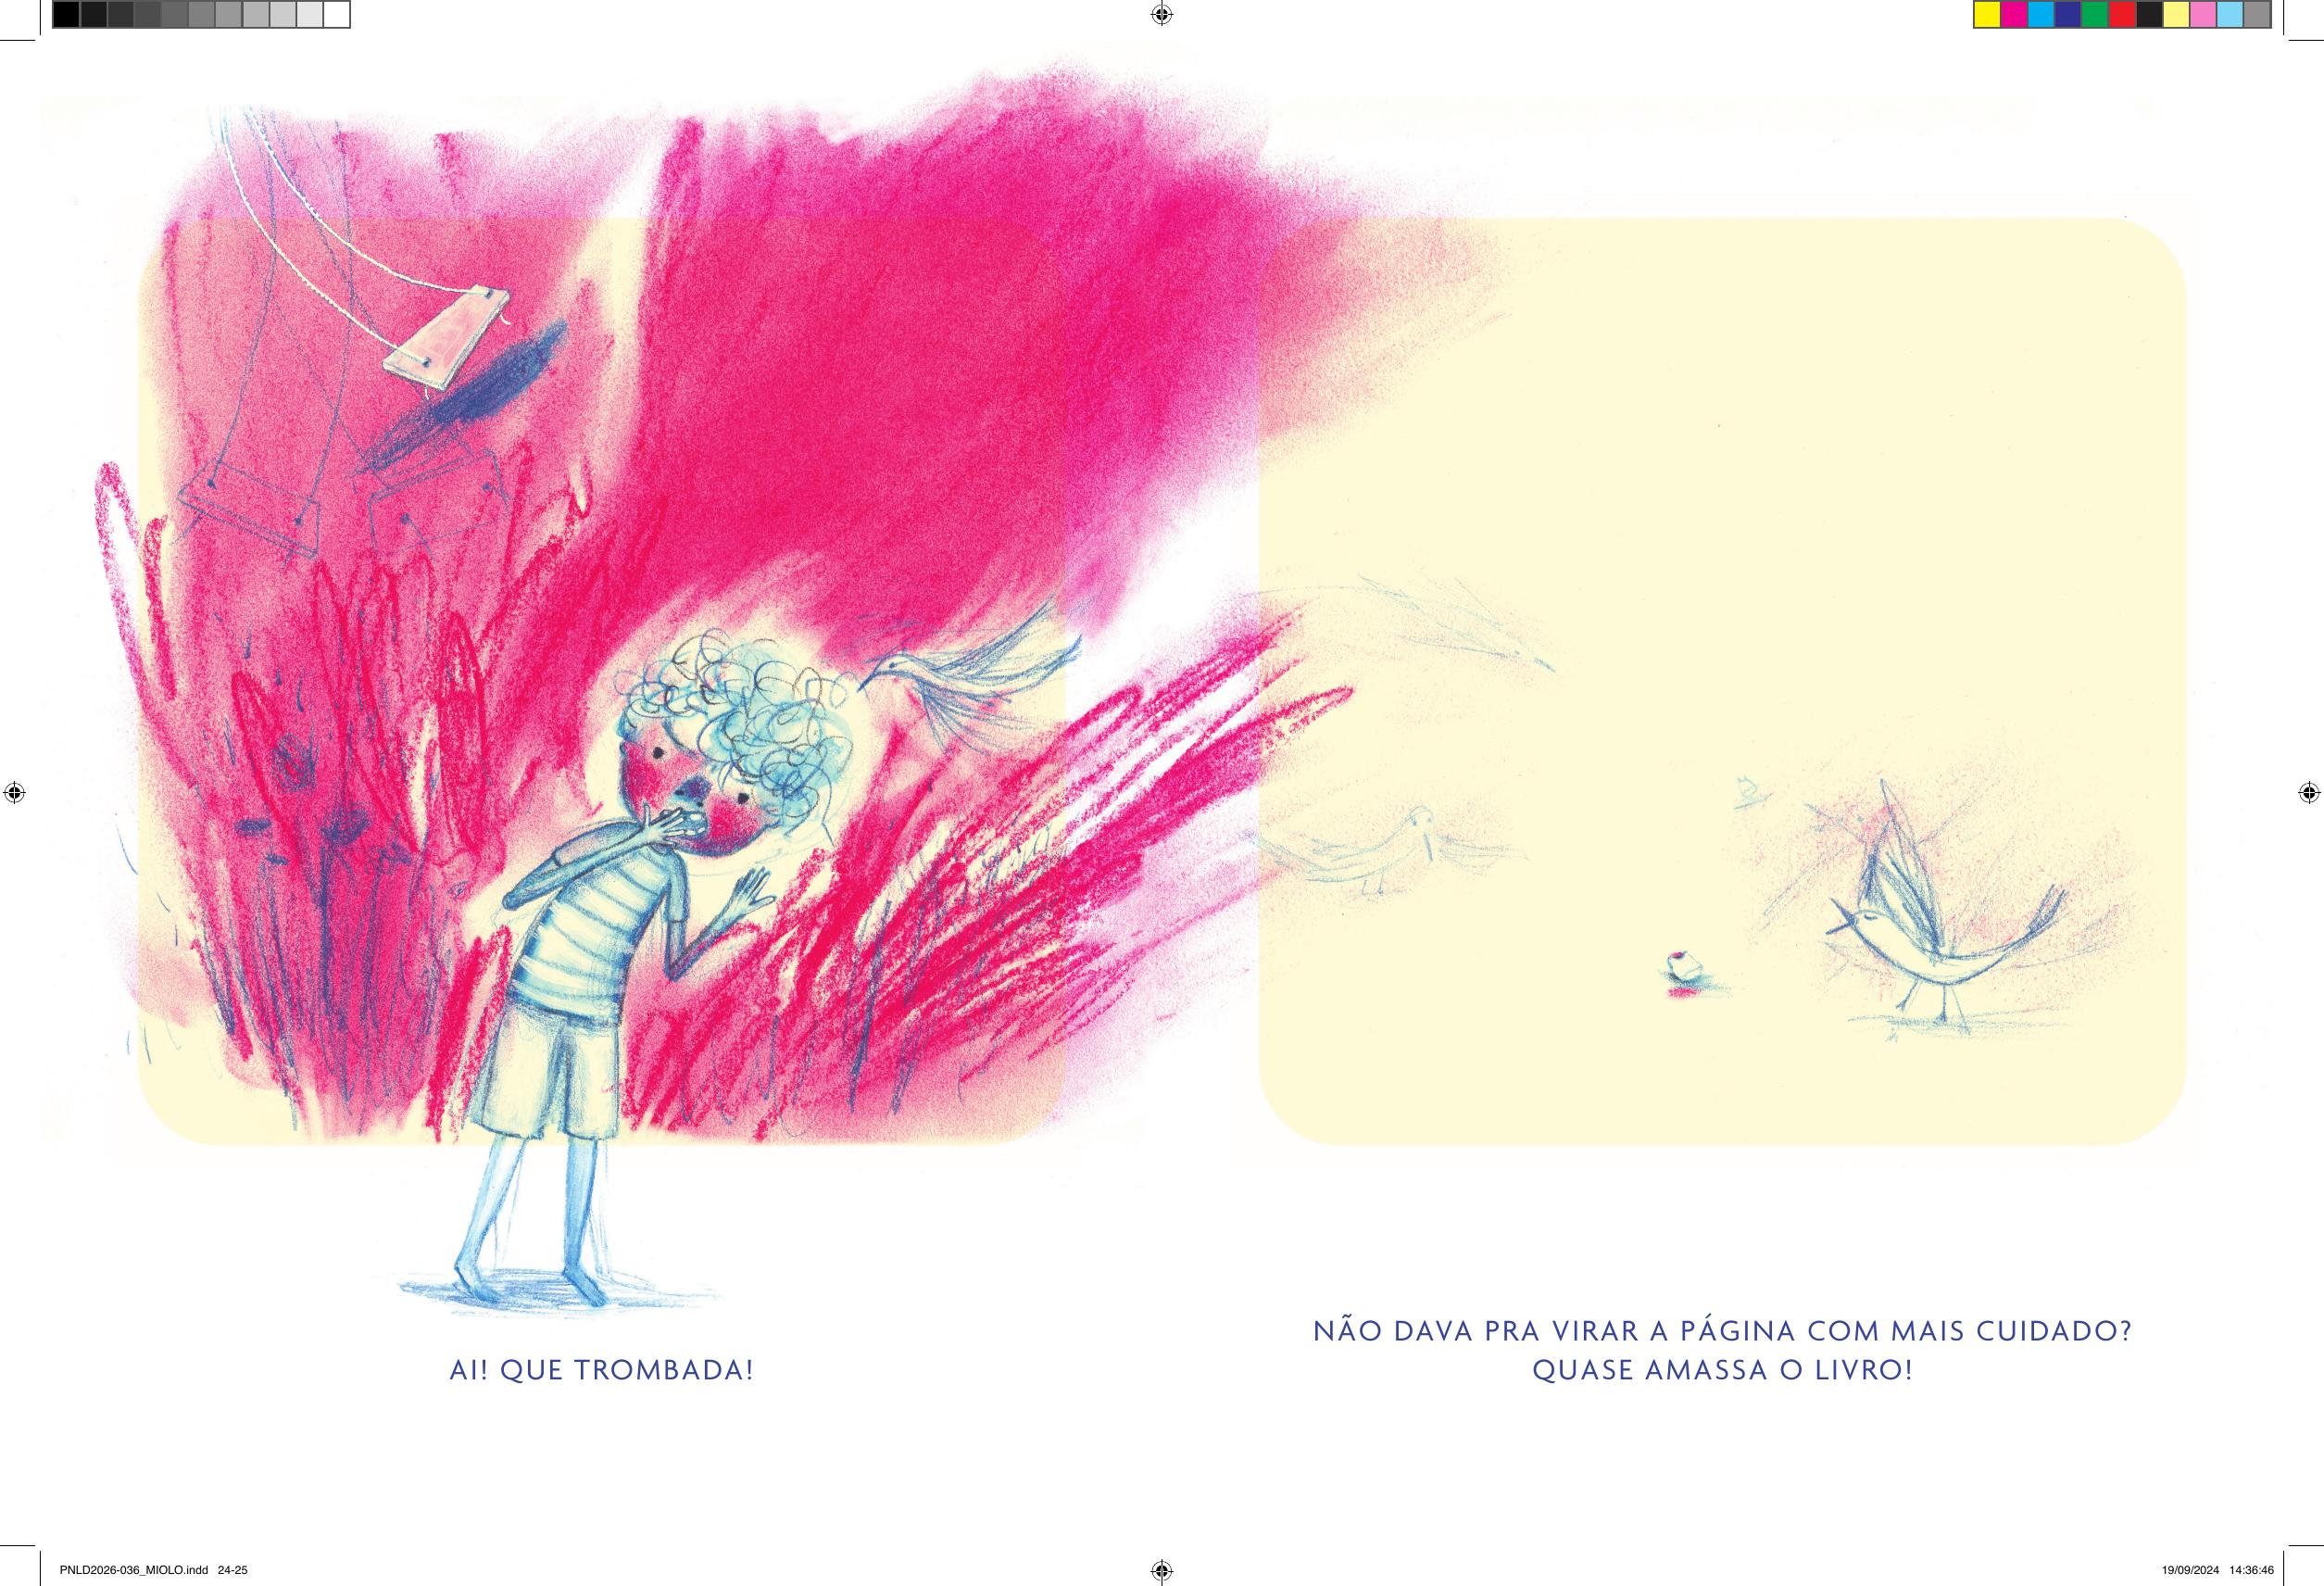 AI! QUE TROMBADA!
NÃO DAVA PRA VIRAR A PÁGINA COM MAIS CUIDADO?
QUASE AMASSA O LIVRO!
PNLD2026-036_MIOLO.indd 24-25
19/09/2024 14:36:46